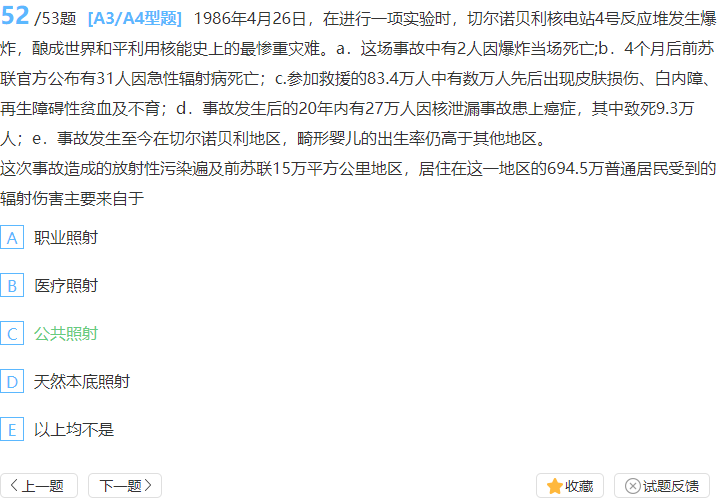 52 /53题 [A3/A4型题] 1986年4月26日，在进行一项实验时，切尔诺贝利核电站4号反应堆发生爆
炸，酿成世界和平利用核能史上的最惨重灾难。a．这场事故中有2人因爆炸当场死亡;b．4个月后前苏
联官方公布有31人因急性辐射病死亡；c.参加救援的83.4万人中有数万人先后出现皮肤损伤、白内障、
再生障碍性贫血及不育；d．事故发生后的20年内有27万人因核泄漏事故患上癌症，其中致死9.3万
人；e．事故发生至今在切尔诺贝利地区，畸形婴儿的出生率仍高于其他地区。
这次事故造成的放射性污染遍及前苏联15万平方公里地区，居住在这一地区的694.5万普通居民受到的
辐射伤害主要来自于
A 职业照射
B 医疗照射
C 公共照射
D 天然本底照射
E 以上均不是
上一题 下一题 收藏 试题反馈